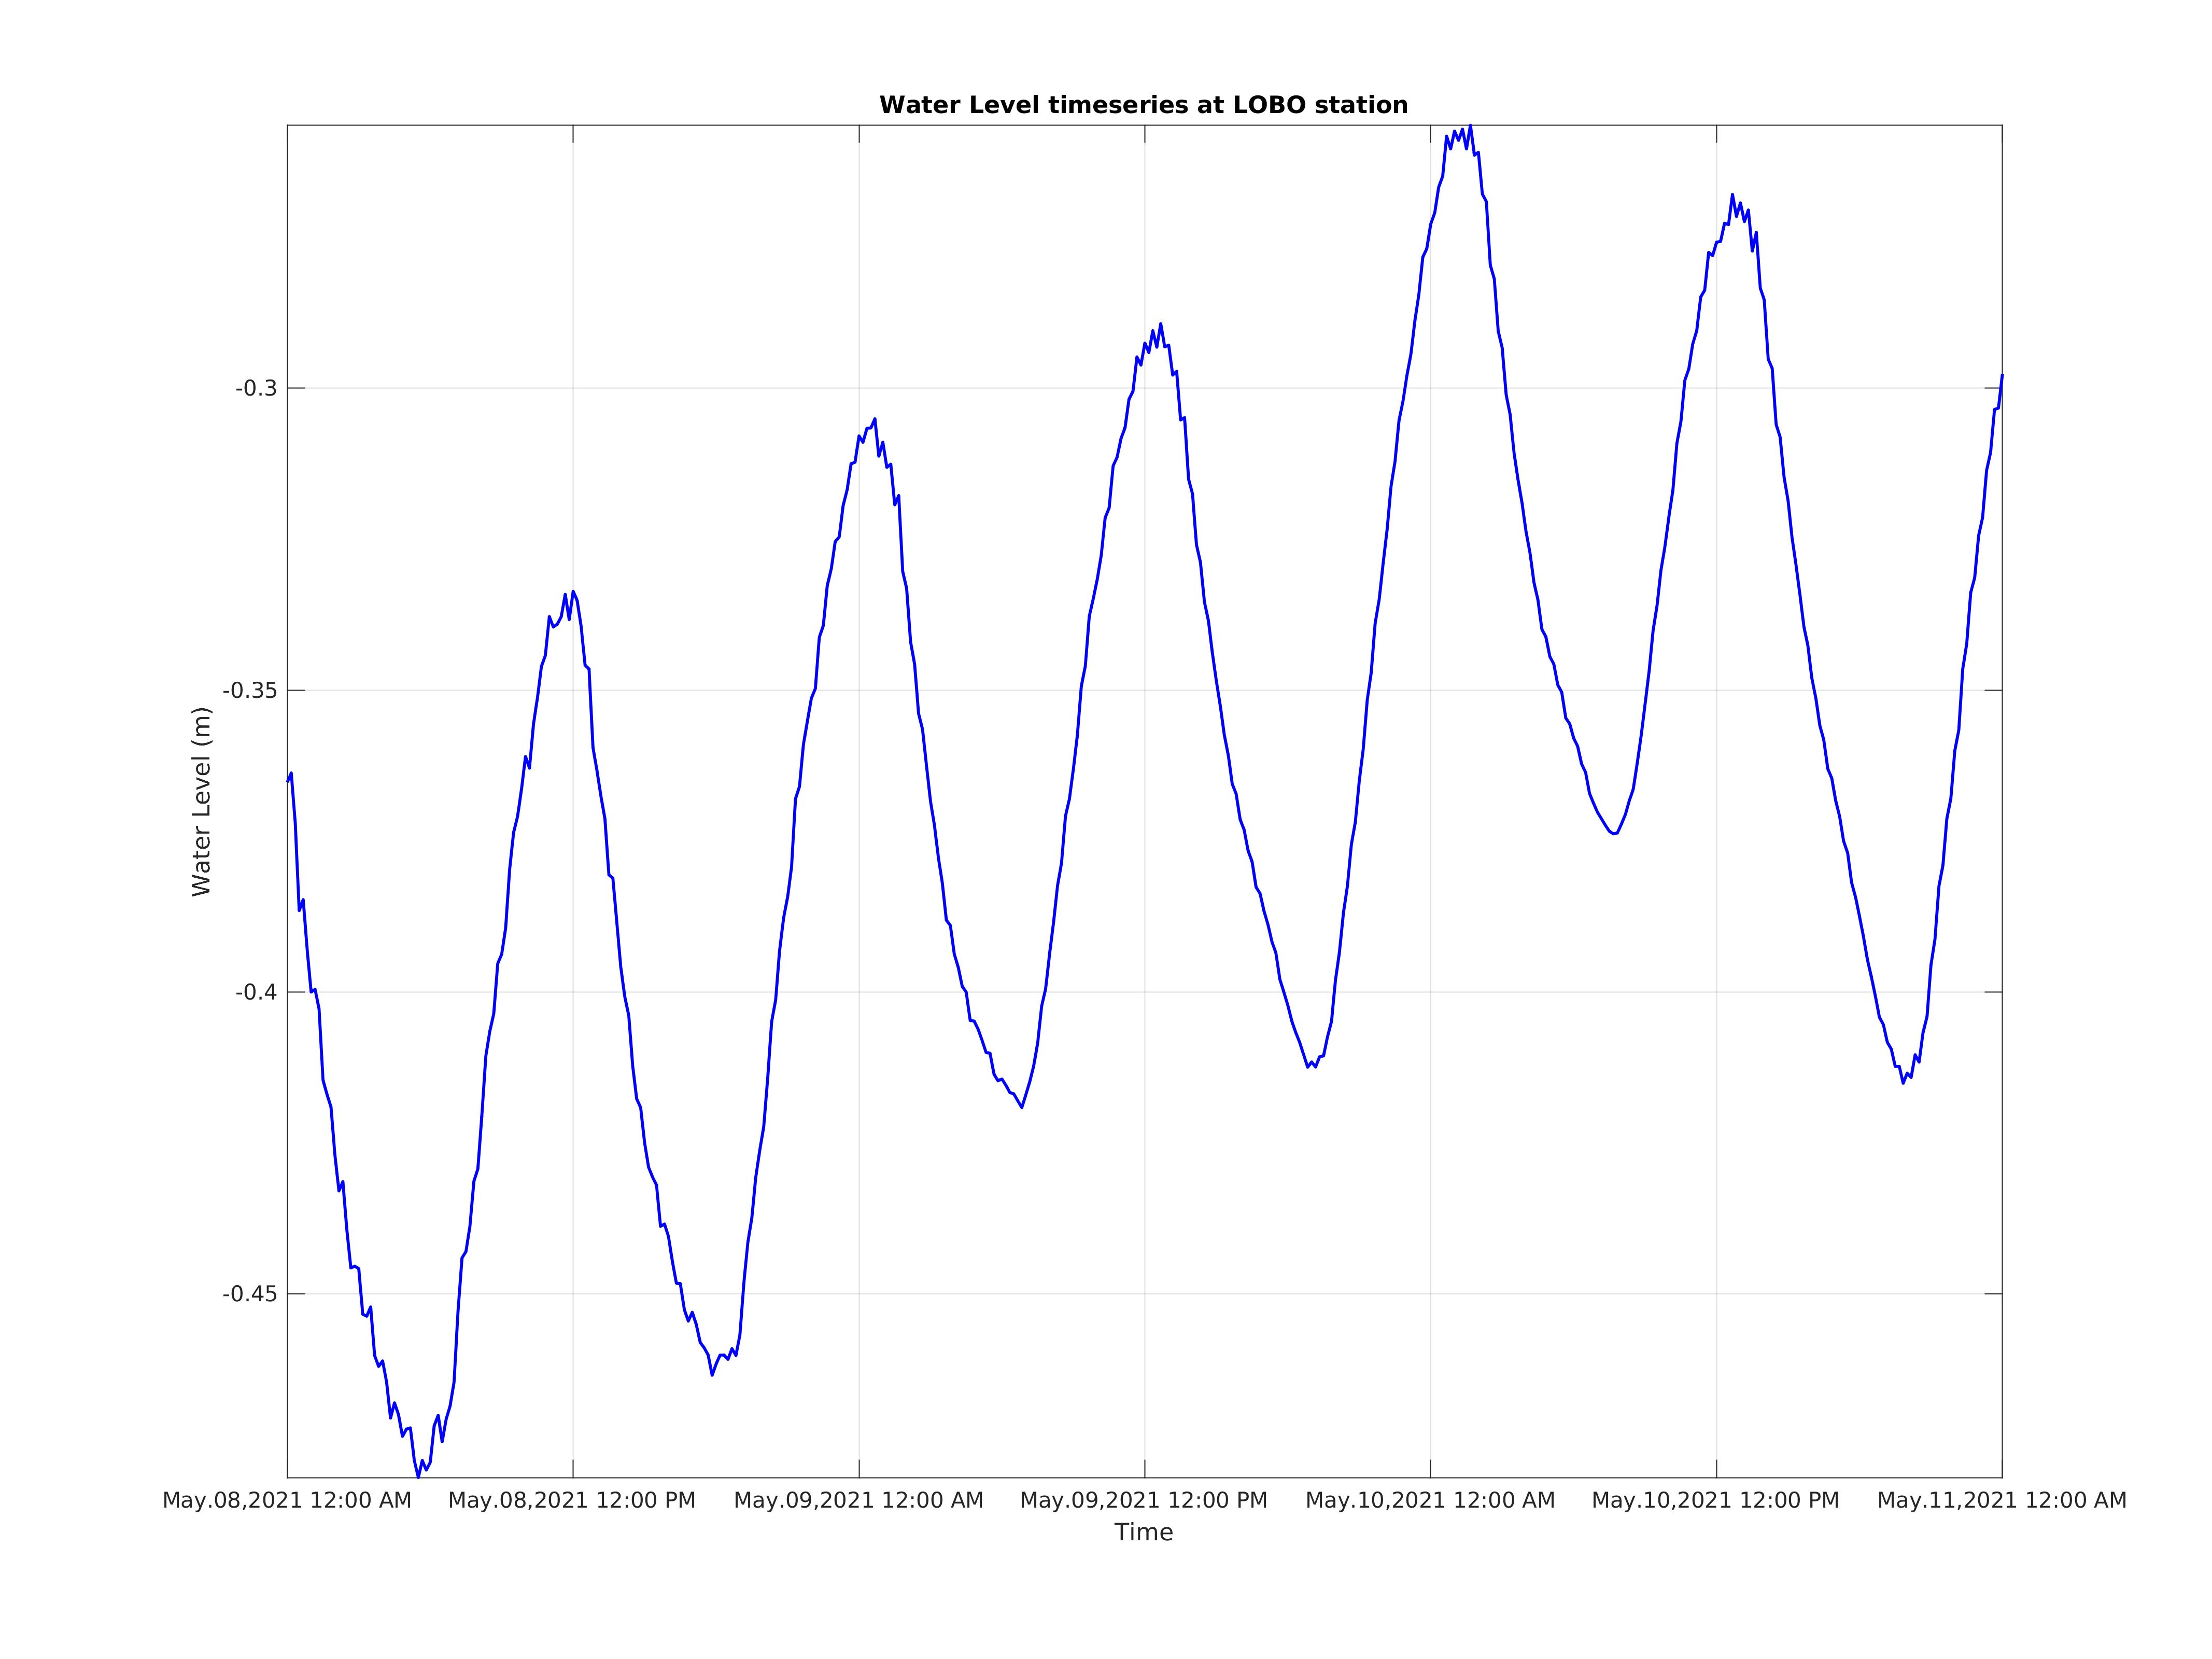 Water Level timeseries at LOBO station
-0.3
-0.35
-0.4
-0.45
Water Level (m)
May.08,2021 12:00 AM May.08,2021 12:00 PM May.09,2021 12:00 AM May.09,2021 12:00 PM May.10,2021 12:00 AM May.10,2021 12:00 PM May.11,2021 12:00 AM
Time